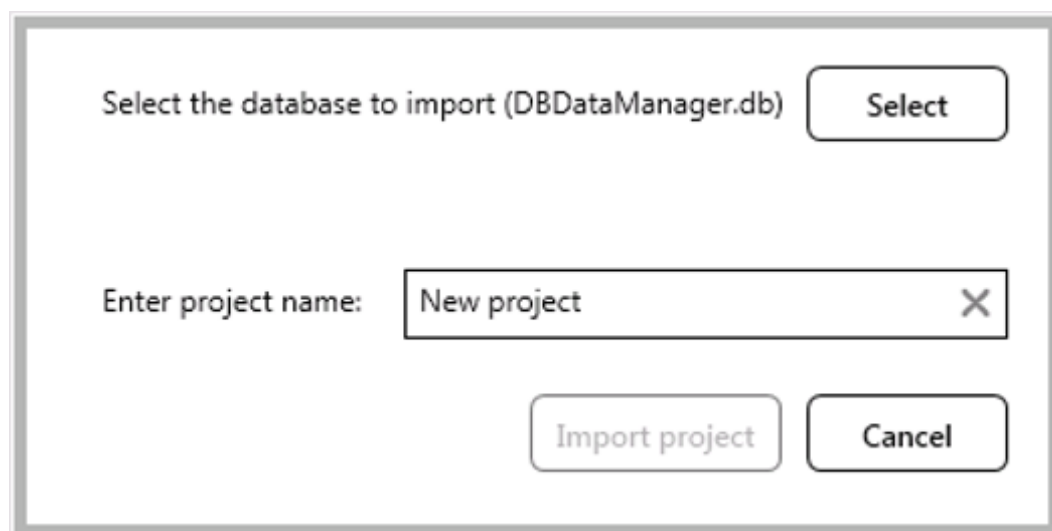 Select the database to import (DBDataManager.db) Select
Enter project name: New project
Import project Cancel